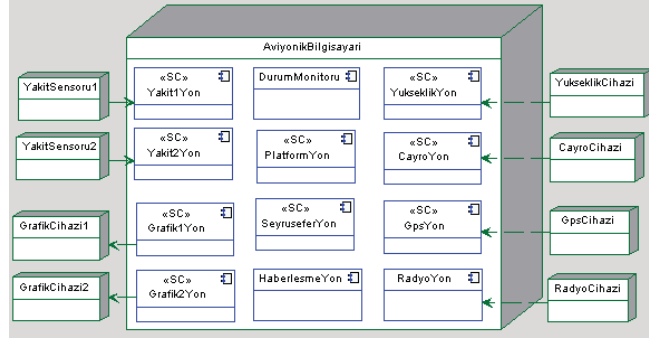 AviyonikBilgisayari
YakitSensoru1
«SC»
Yakit1Yon
DurumMonitoru
«SC»
YukseklikYon
YukseklikCihazi
YakitSensoru2
«SC»
Yakit2Yon
«SC»
PlatformYon
«SC»
CayroYon
CayroCihazi
GrafikCihazi1
«SC»
Grafik1Yon
«SC»
SeyruseferYon
«SC»
GpsYon
GpsCihazi
GrafikCihazi2
«SC»
Grafik2Yon
HaberlesmeYon
RadyoYon
RadyoCihazi